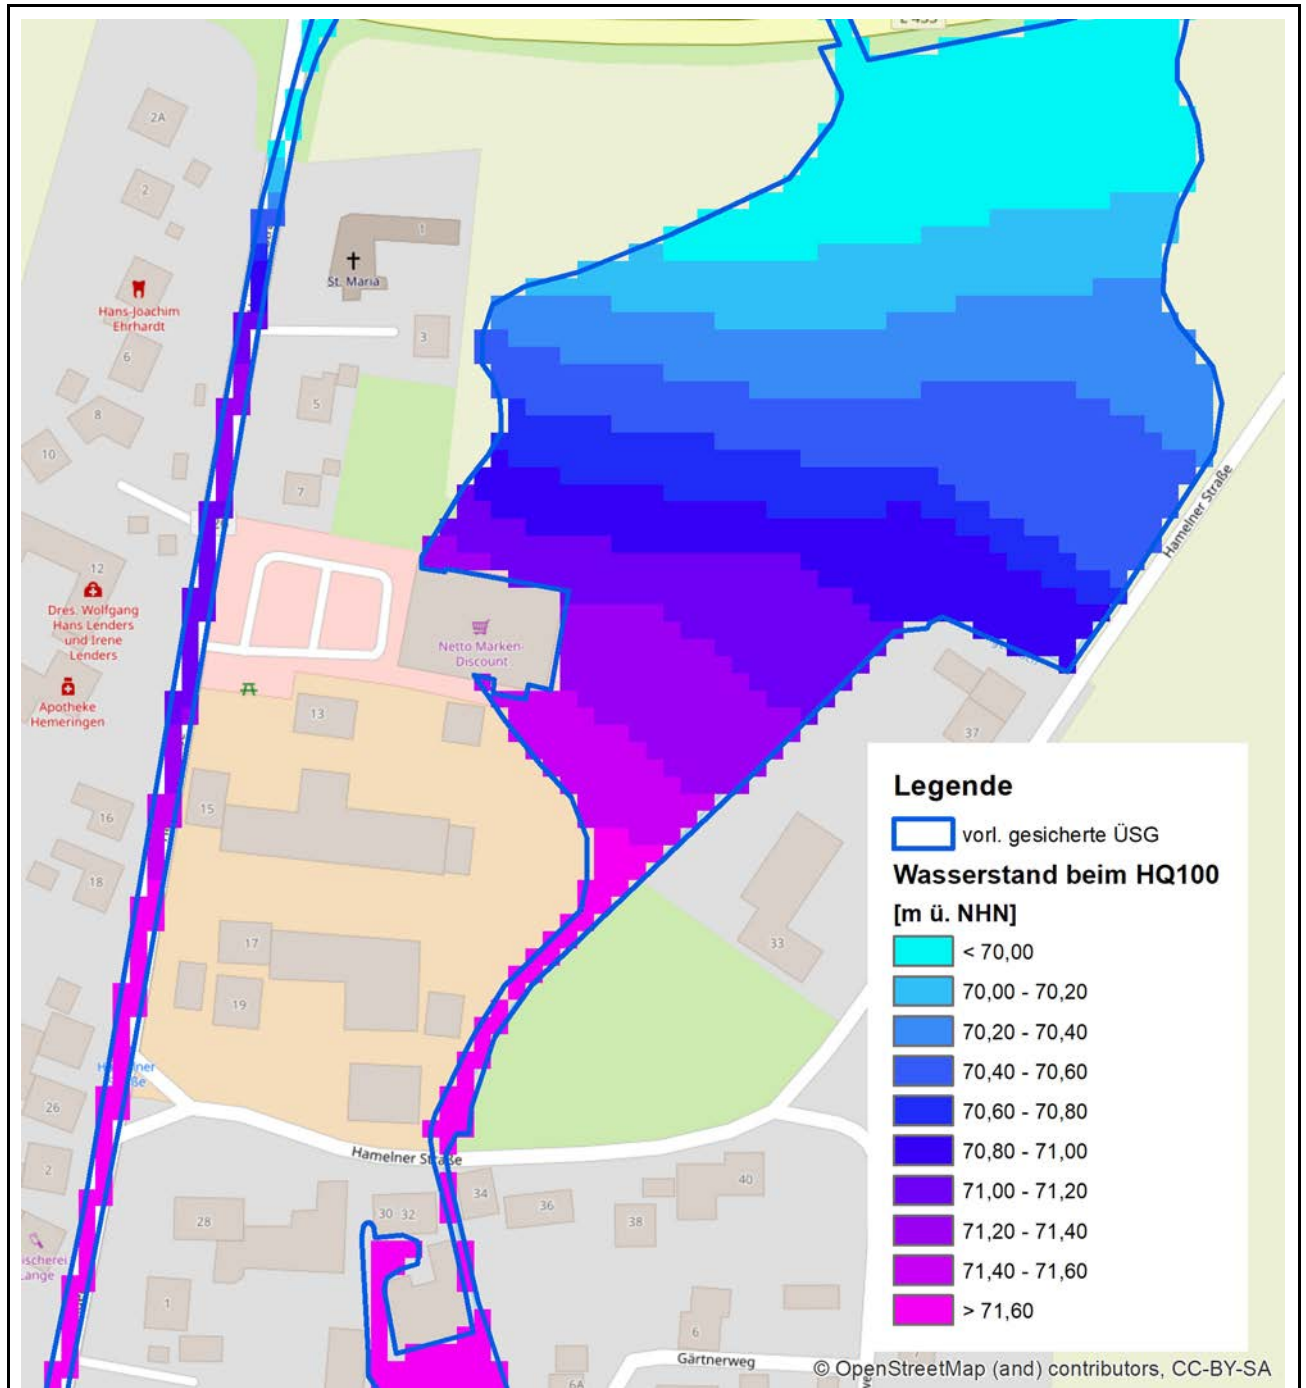 2A
2
1
St. Maria
Hans-Joachim
Ehrhardt
3
6
5
8
10
7
Hamelner Straße
12
Dres. Wolfgang
Hans Lenders
und Irene
Lenders
Netto Marken-
Discount
Apotheke
Hemeringen
13
37
15
16
18
17
33
19
26
2
Hamelner Straße
28
30 32
34
36
38
40
1
6
6A
Gärtnerweg
Legende
vorl. gesicherte ÜSG
Wasserstand beim HQ100
[m ü. NHN]
< 70,00
70,00 - 70,20
70,20 - 70,40
70,40 - 70,60
70,60 - 70,80
70,80 - 71,00
71,00 - 71,20
71,20 - 71,40
71,40 - 71,60
> 71,60
© OpenStreetMap (and) contributors, CC-BY-SA